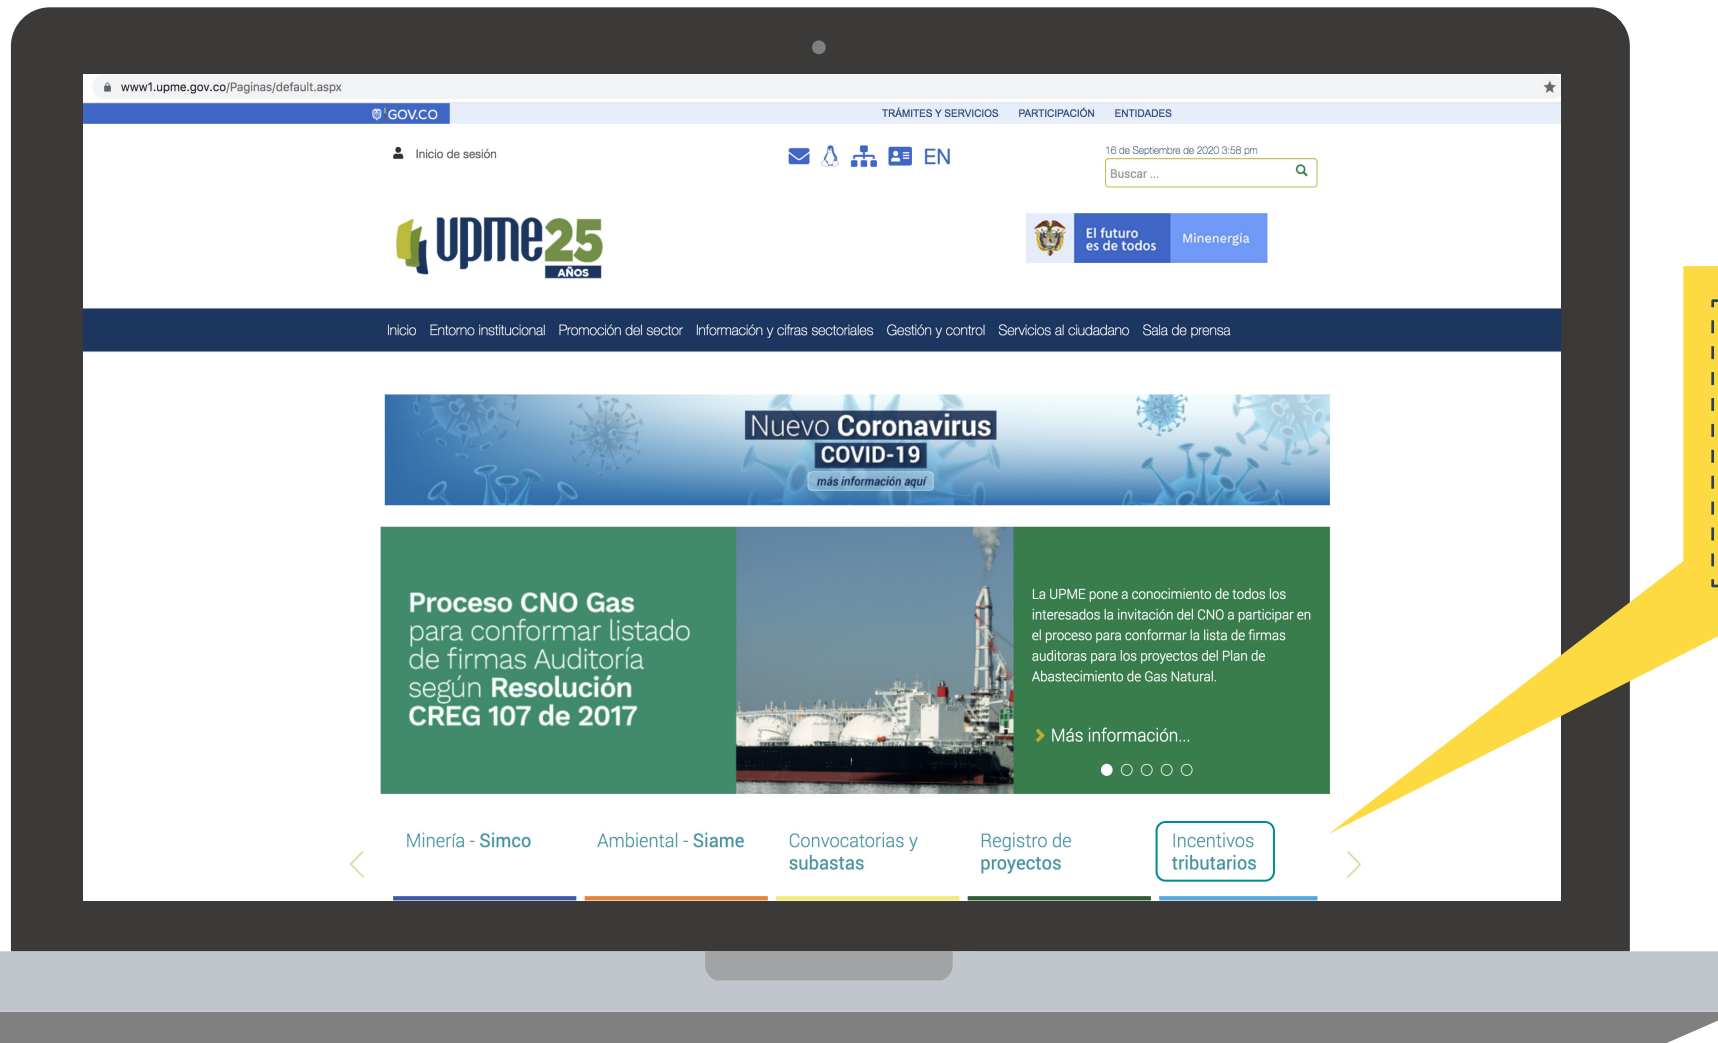 www1.upme.gov.co/Paginas/default.aspx
GOV.CO
TRÁMITES Y SERVICIOS PARTICIPACIÓN ENTIDADES
Inicio de sesión
EN
16 de Septiembre de 2020 3:58 pm
Buscar ...
upme25
AÑOS
El futuro
es de todos
Minenergía
Inicio Entorno institucional Promoción del sector Información y cifras sectoriales Gestión y control Servicios al ciudadano Sala de prensa
Nuevo Coronavirus
COVID-19
más información aquí
Proceso CNO Gas
para conformar listado
de firmas Auditoría
según Resolución
CREG 107 de 2017
La UPME pone a conocimiento de todos los
interesados la invitación del CNO a participar en
el proceso para conformar la lista de firmas
auditoras para los proyectos del Plan de
Abastecimiento de Gas Natural.
Más información...
Minería - Simco
Ambiental - Siame
Convocatorias y
subastas
Registro de
proyectos
Incentivos
tributarios